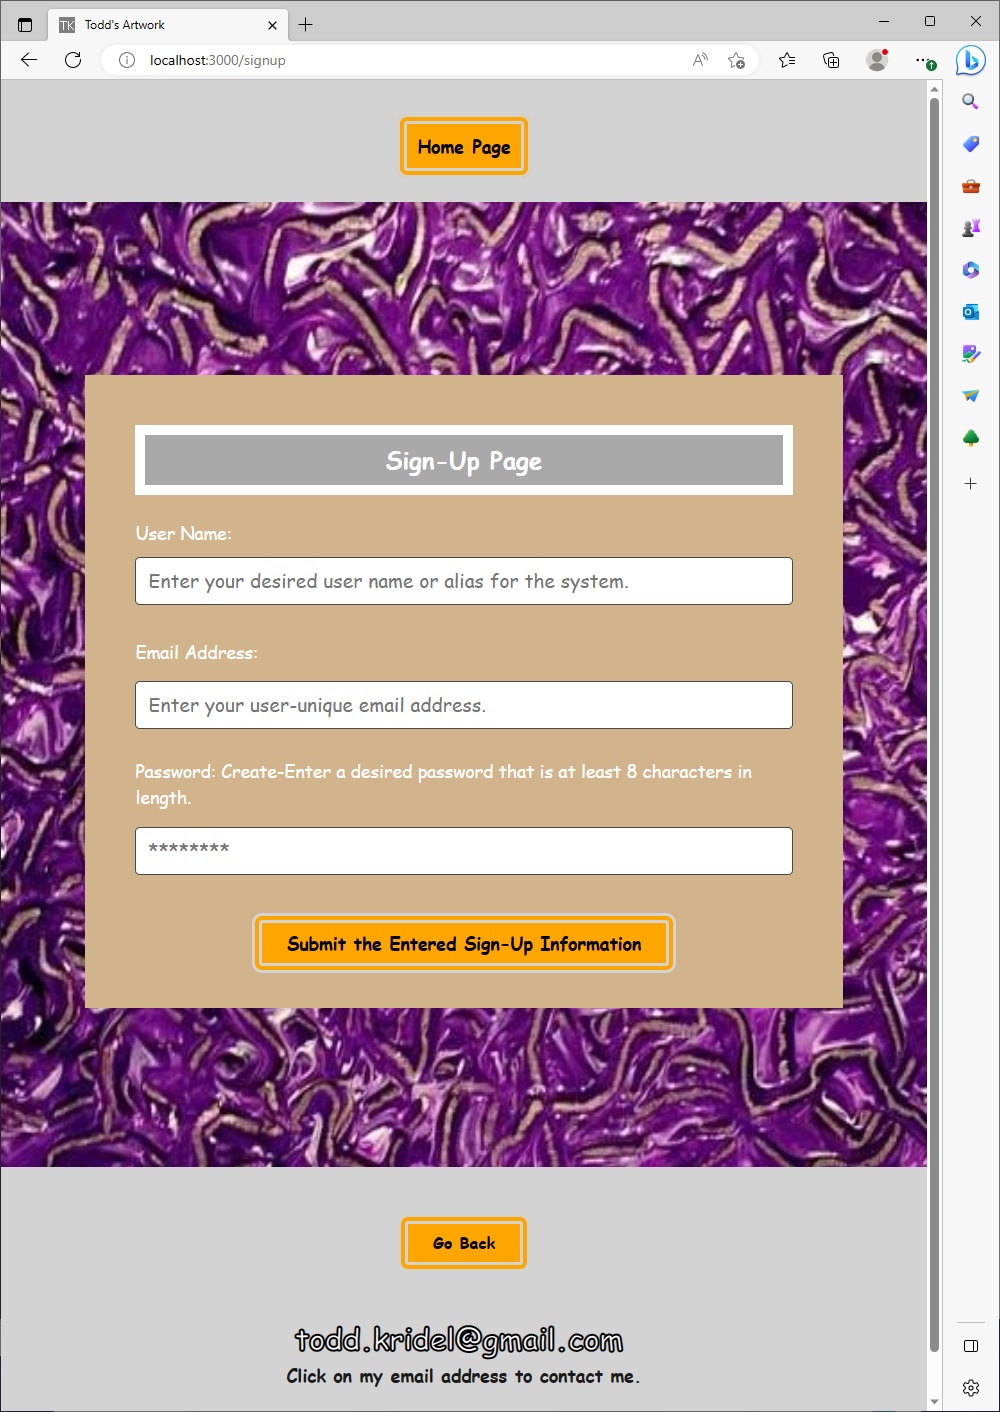 TK Todd's Artwork
localhost:3000/signup
Home Page
Sign-Up Page
User Name:
Enter your desired user name or alias for the system.
Email Address:
Enter your user-unique email address.
Password: Create-Enter a desired password that is at least 8 characters in
length.
********
Submit the Entered Sign-Up Information
Go Back
todd.kridel@gmail.com
Click on my email address to contact me.